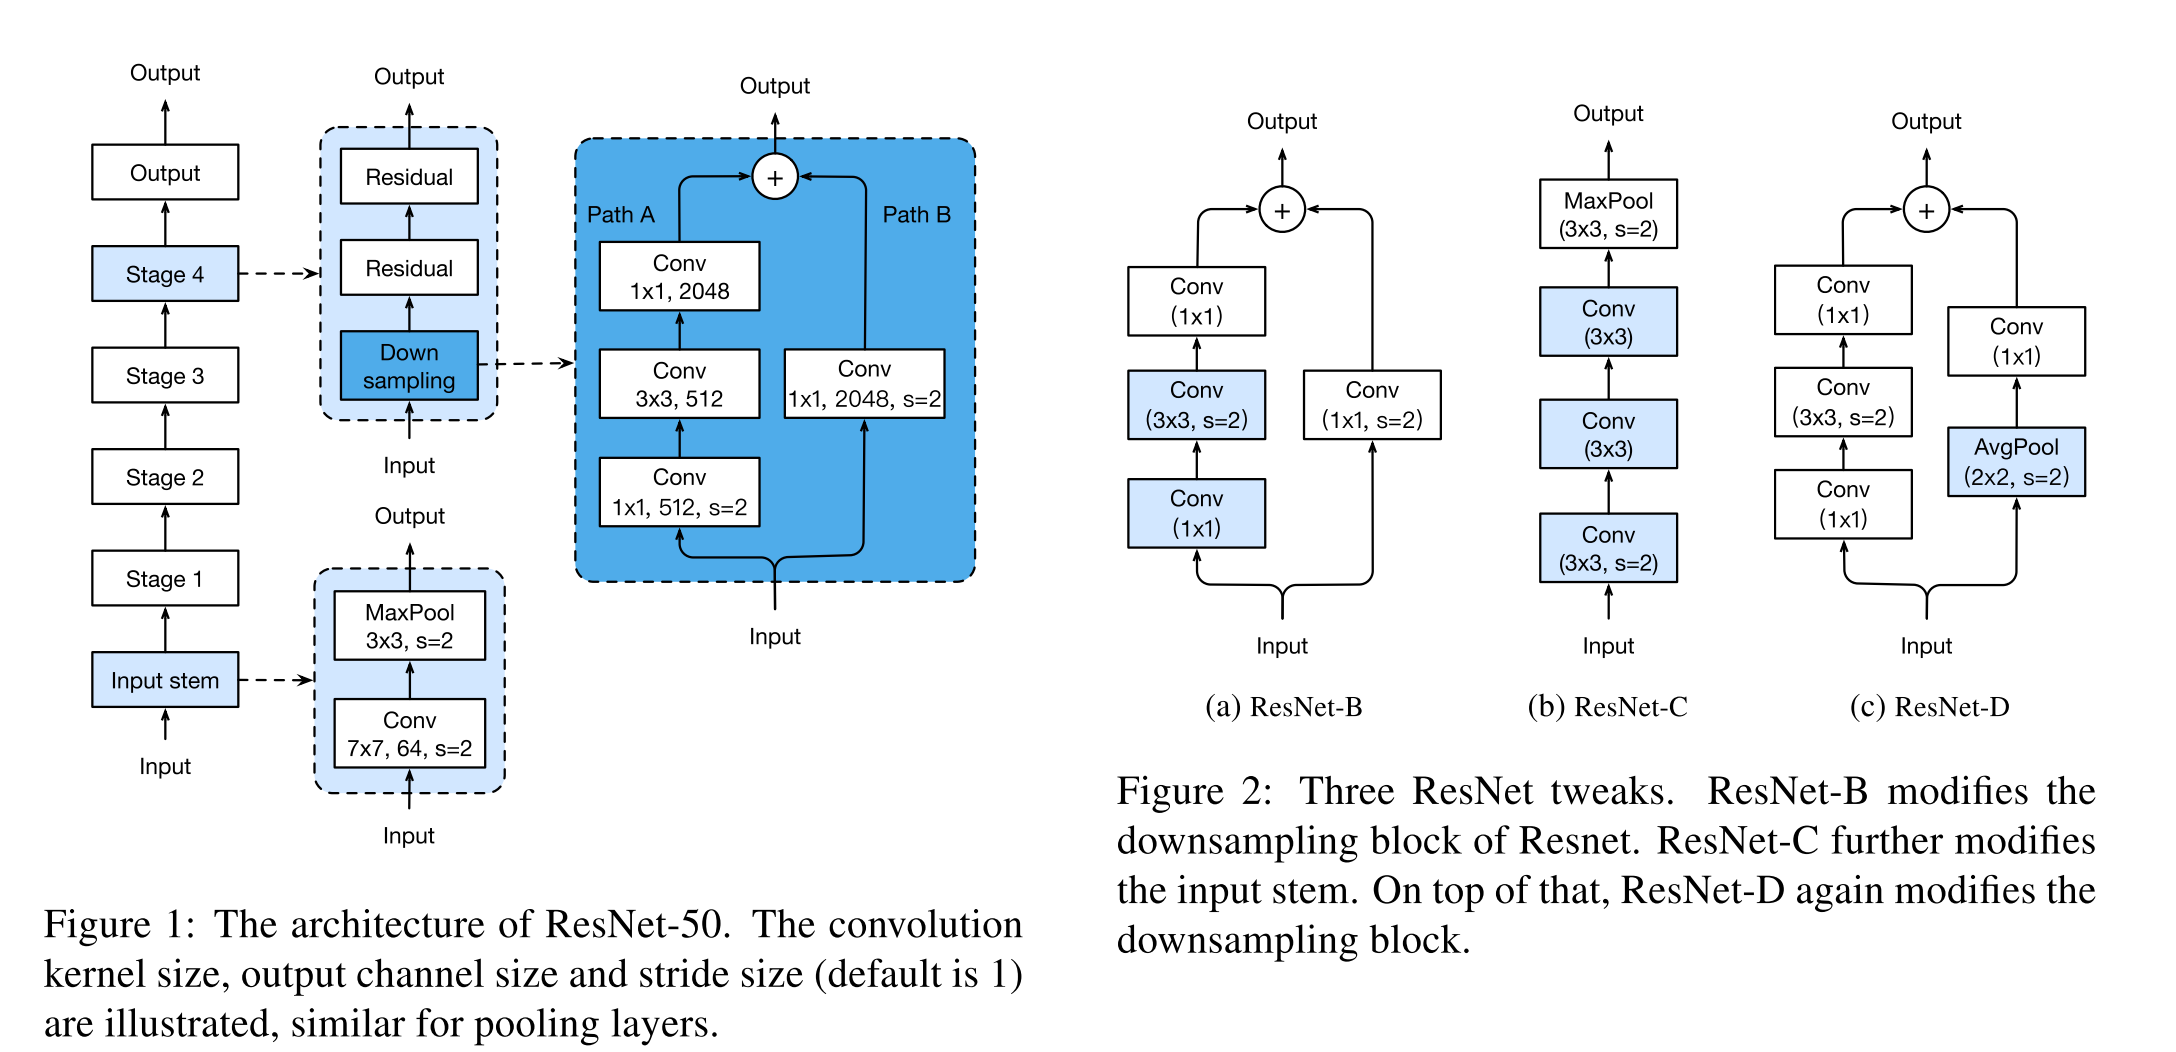 Output
Output
Stage 4
Stage 3
Stage 2
Stage 1
Input stem
Input
Output
Residual
Residual
Down
sampling
Input
Output
MaxPool
3x3, s=2
Conv
7x7, 64, s=2
Input
Output
+
Path A
Path B
Conv
1x1, 2048
Conv
3x3, 512
Conv
1x1, 512, s=2
Conv
1x1, 2048, s=2
Input
Figure 1: The architecture of ResNet-50. The convolution
kernel size, output channel size and stride size (default is 1)
are illustrated, similar for pooling layers.
Output
+
Conv
(1x1)
Conv
(3x3, s=2)
Conv
(1x1)
Conv
(1x1, s=2)
Input
(a) ResNet-B
Output
MaxPool
(3x3, s=2)
Conv
(3x3)
Conv
(3x3)
Conv
(3x3, s=2)
Input
(b) ResNet-C
Output
+
Conv
(1x1)
Conv
(3x3, s=2)
Conv
(1x1)
Conv
(1x1)
AvgPool
(2x2, s=2)
Input
(c) ResNet-D
Figure 2: Three ResNet tweaks. ResNet-B modifies the
downsampling block of Resnet. ResNet-C further modifies
the input stem. On top of that, ResNet-D again modifies the
downsampling block.